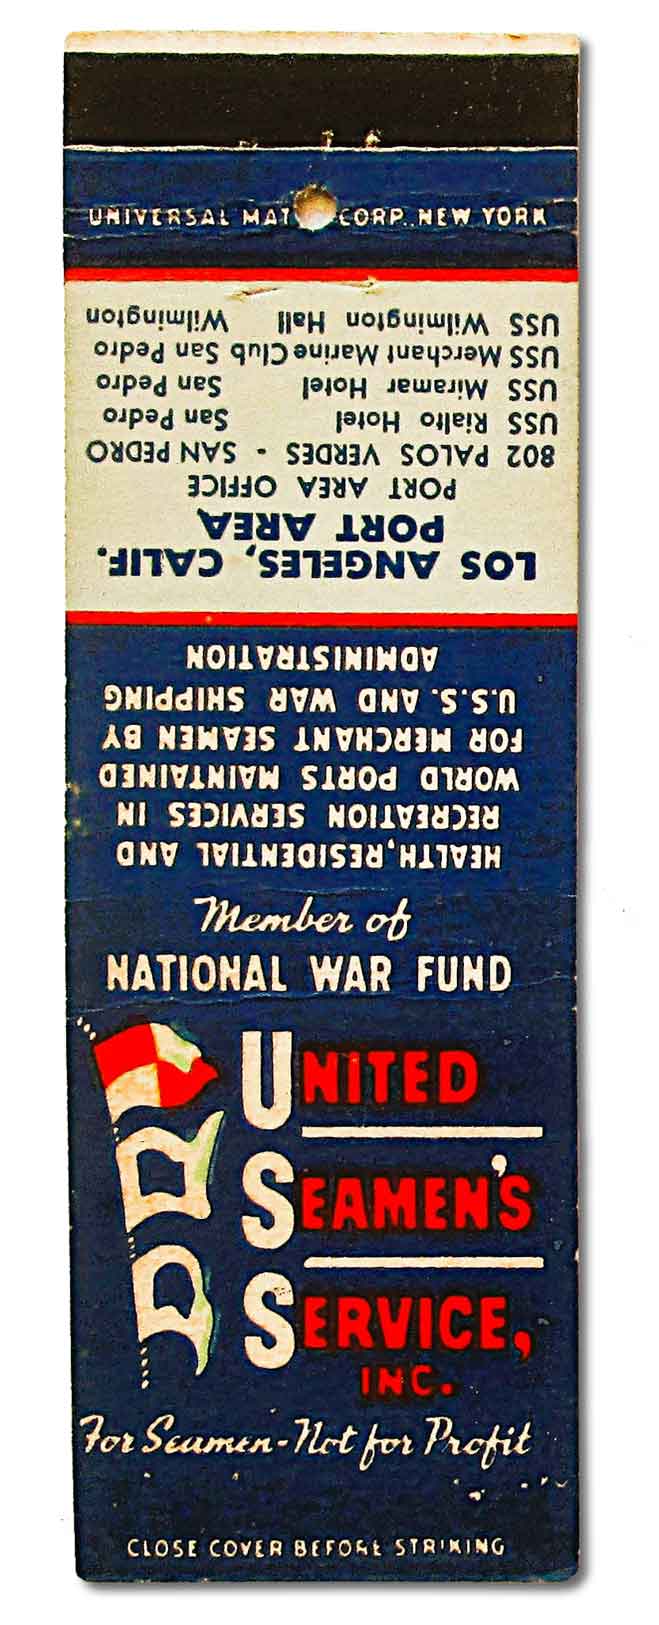 UNIVERSAL MAT CORP., NEW YORK
LOS ANGELES, CALIF.
PORT AREA
PORT AREA OFFICE
802 PALOS VERDES - SAN PEDRO
USS Rialto Hotel San Pedro
USS Miramar Hotel San Pedro
USS Merchant Marine Club San Pedro
USS Wilmington Hall Wilmington
HEALTH, RESIDENTIAL AND
RECREATION SERVICES IN
WORLD PORTS MAINTAINED
FOR MERCHANT SEAMEN BY
U.S.S. AND WAR SHIPPING
ADMINISTRATION
Member of
NATIONAL WAR FUND
UNITED
SEAMEN'S
SERVICE,
INC.
For Seamen - Not for Profit
CLOSE COVER BEFORE STRIKING